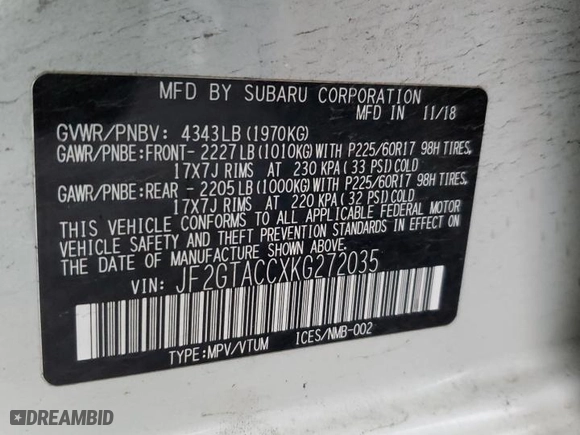 MFD BY SUBARU CORPORATION
MFD IN 11/18
GVWR/PNBV: 4343LB (1970KG)
GAWR/PNBE:FRONT- 2227LB (1010KG) WITH P225/60R17 98H TIRES,
17X7J RIMS AT 230 KPA (33 PSI) COLD
GAWR/PNBE:REAR - 2205LB (1000KG) WITH P225/60R17 98H TIRES,
17X7J RIMS AT 220 KPA (32 PSI) COLD
THIS VEHICLE CONFORMS TO ALL APPLICABLE FEDERAL MOTOR
VEHICLE SAFETY AND THEFT PREVENTION STANDARDS IN EFFECT ON
THE DATE OF MANUFACTURE SHOWN ABOVE.
VIN: JF2GTACCXKG272035
TYPE:MPV/VTUM ICES/NMB-002
DREAMBID